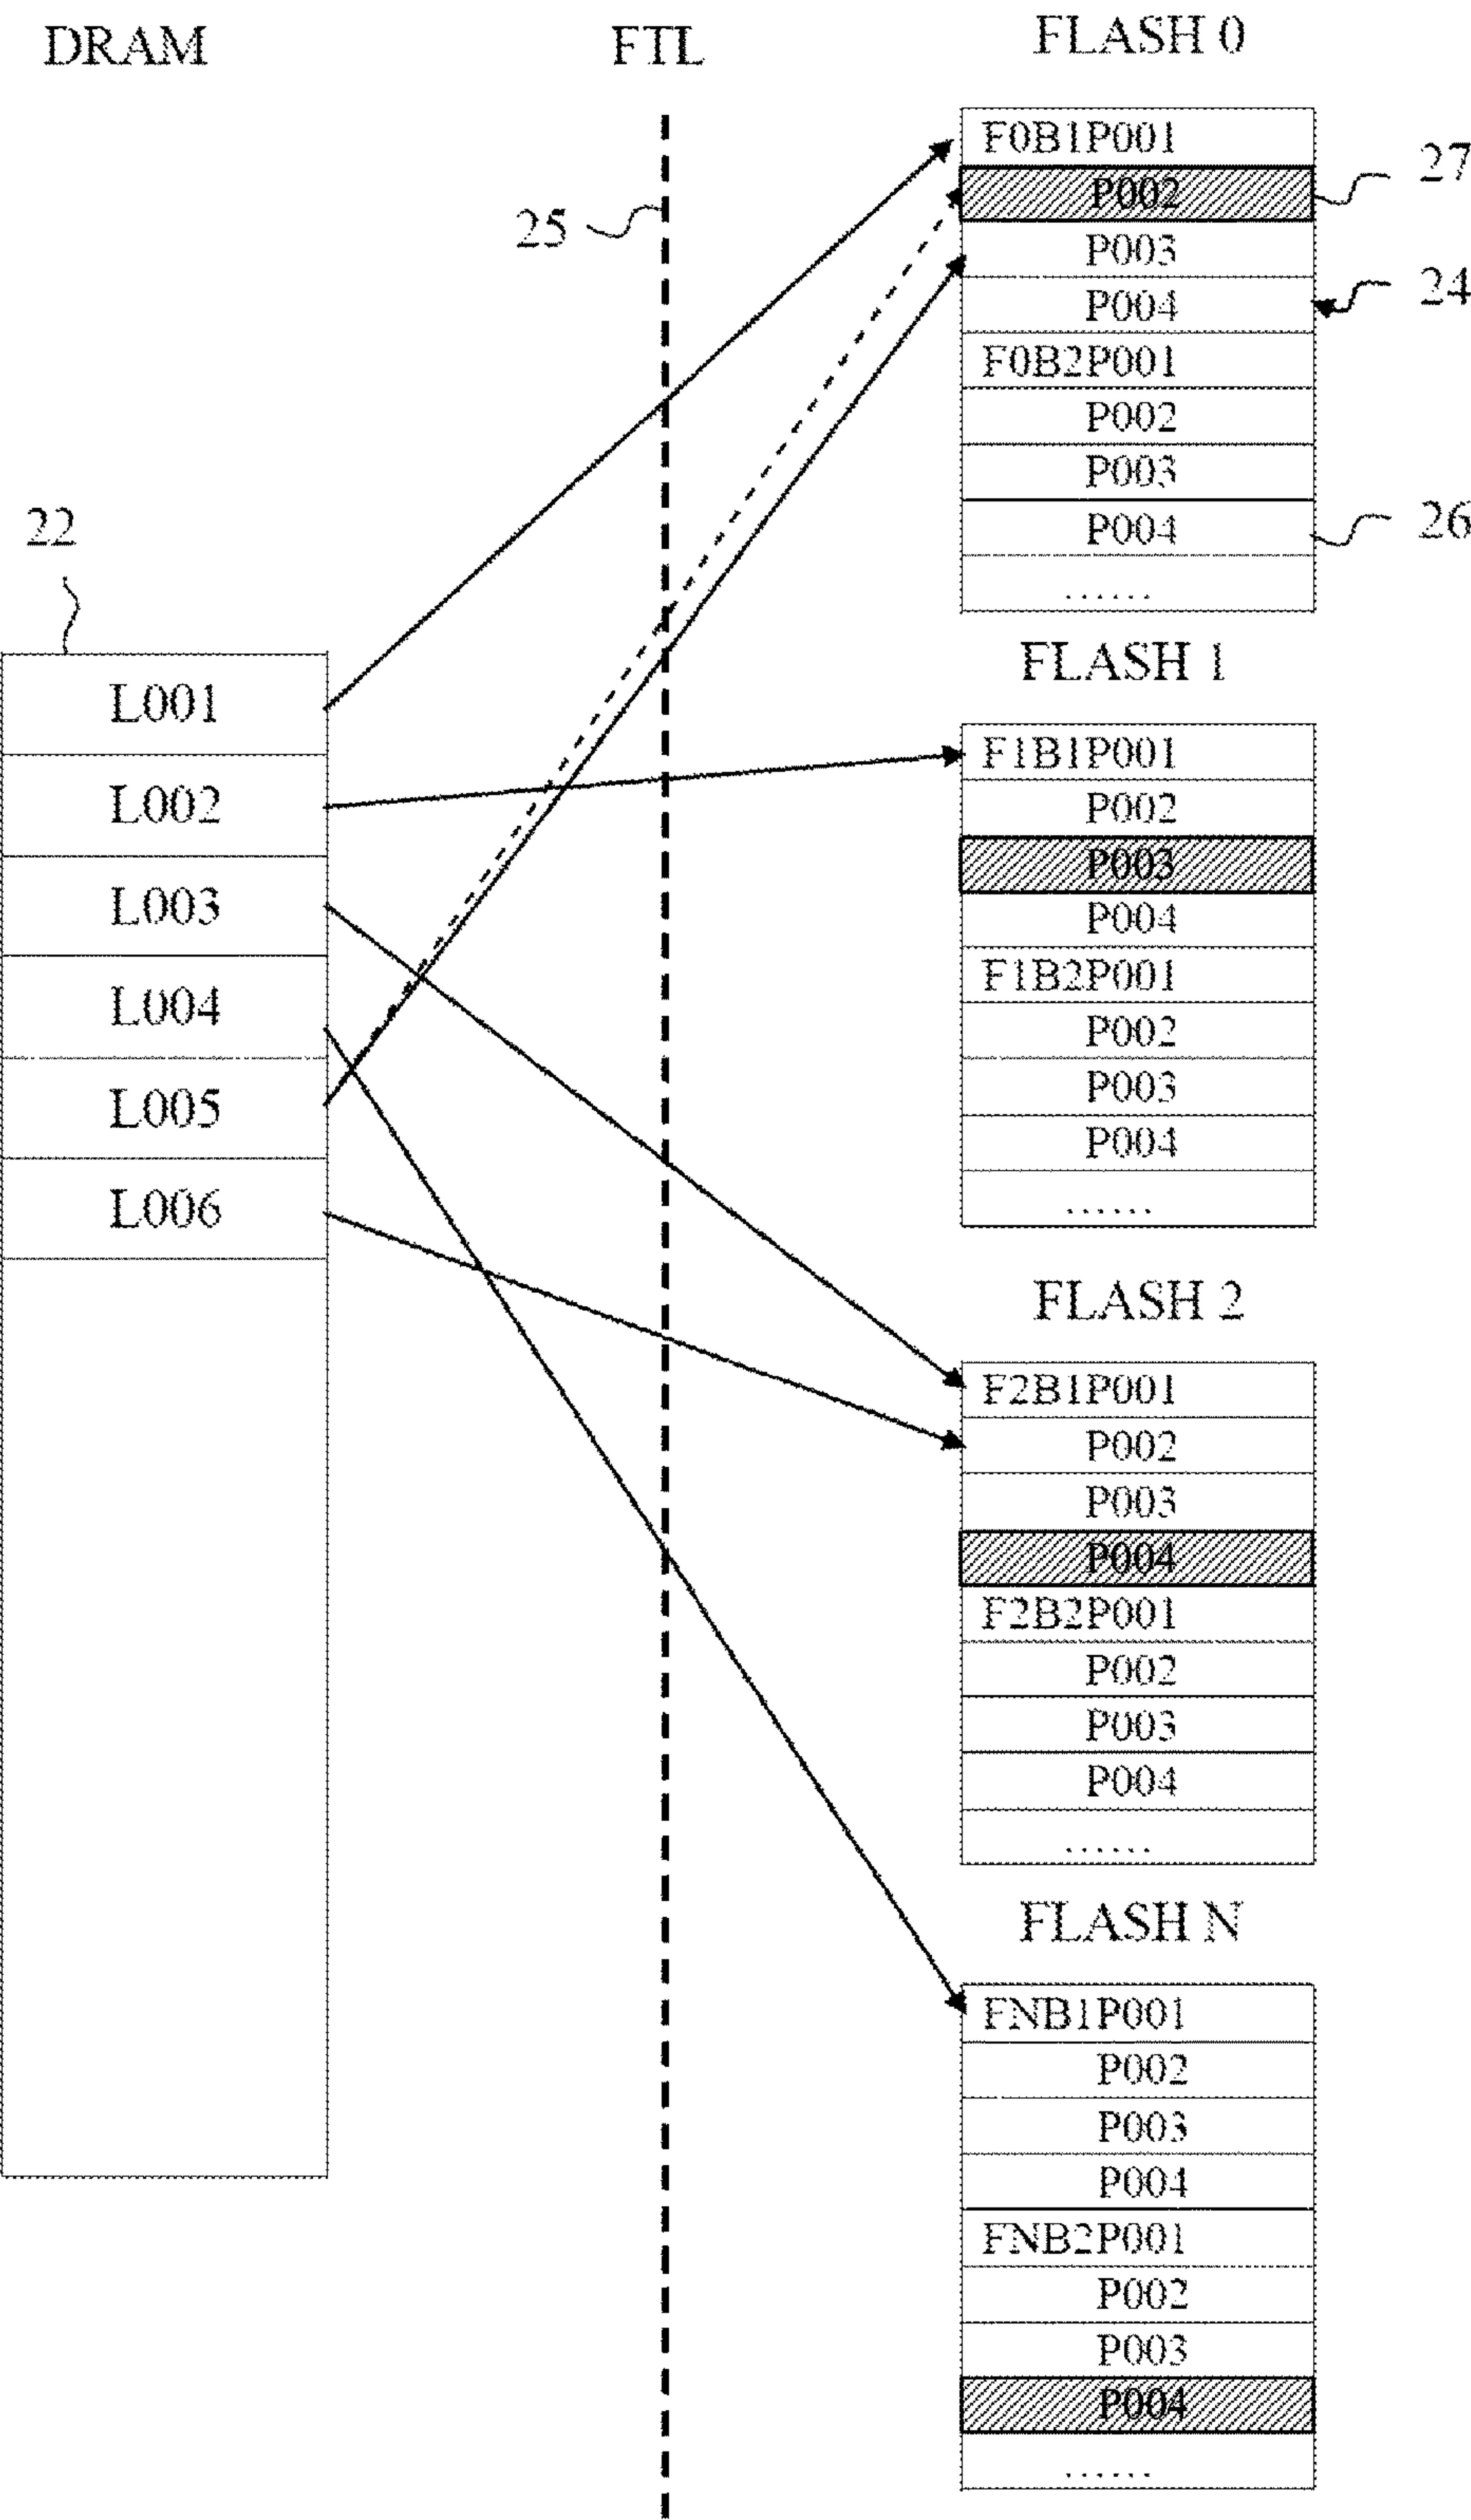 DRAM
FTL
FLASH 0
F0B1P001
P002
27
25
P003
24
P004
F0B2P001
P002
P003
22
P004
26
......
FLASH 1
L001
F1B1P001
L002
P002
P003
L003
P004
F1B2P001
L004
P002
P003
L005
P004
L006
......
FLASH 2
F2B1P001
P002
P003
P004
F2B2P001
P002
P003
P004
......
FLASH N
FNB1P001
P002
P003
P004
FNB2P001
P002
P003
P004
......